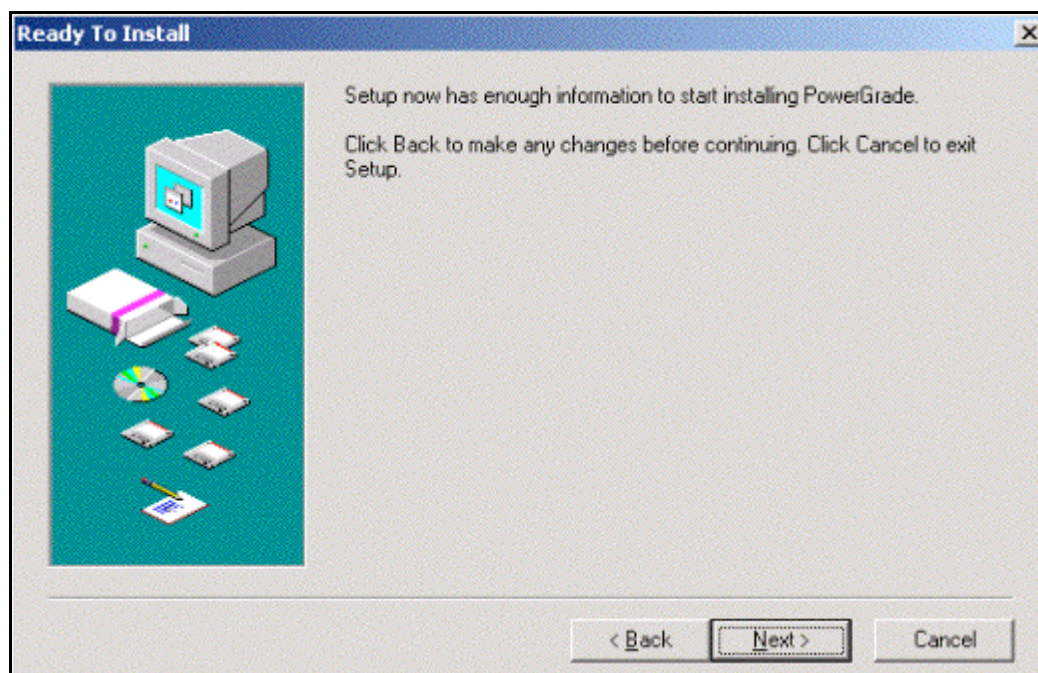 Ready To Install
Setup now has enough information to start installing PowerGrade.
Click Back to make any changes before continuing. Click Cancel to exit
Setup.
< Back
Next >
Cancel